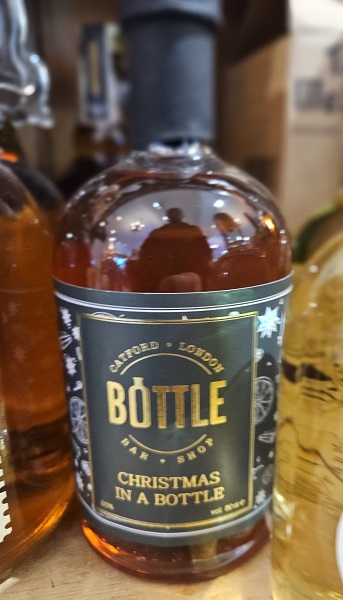 CATFORD • LONDON
BOTTLE
BAR • SHOP
CHRISTMAS
IN A BOTTLE